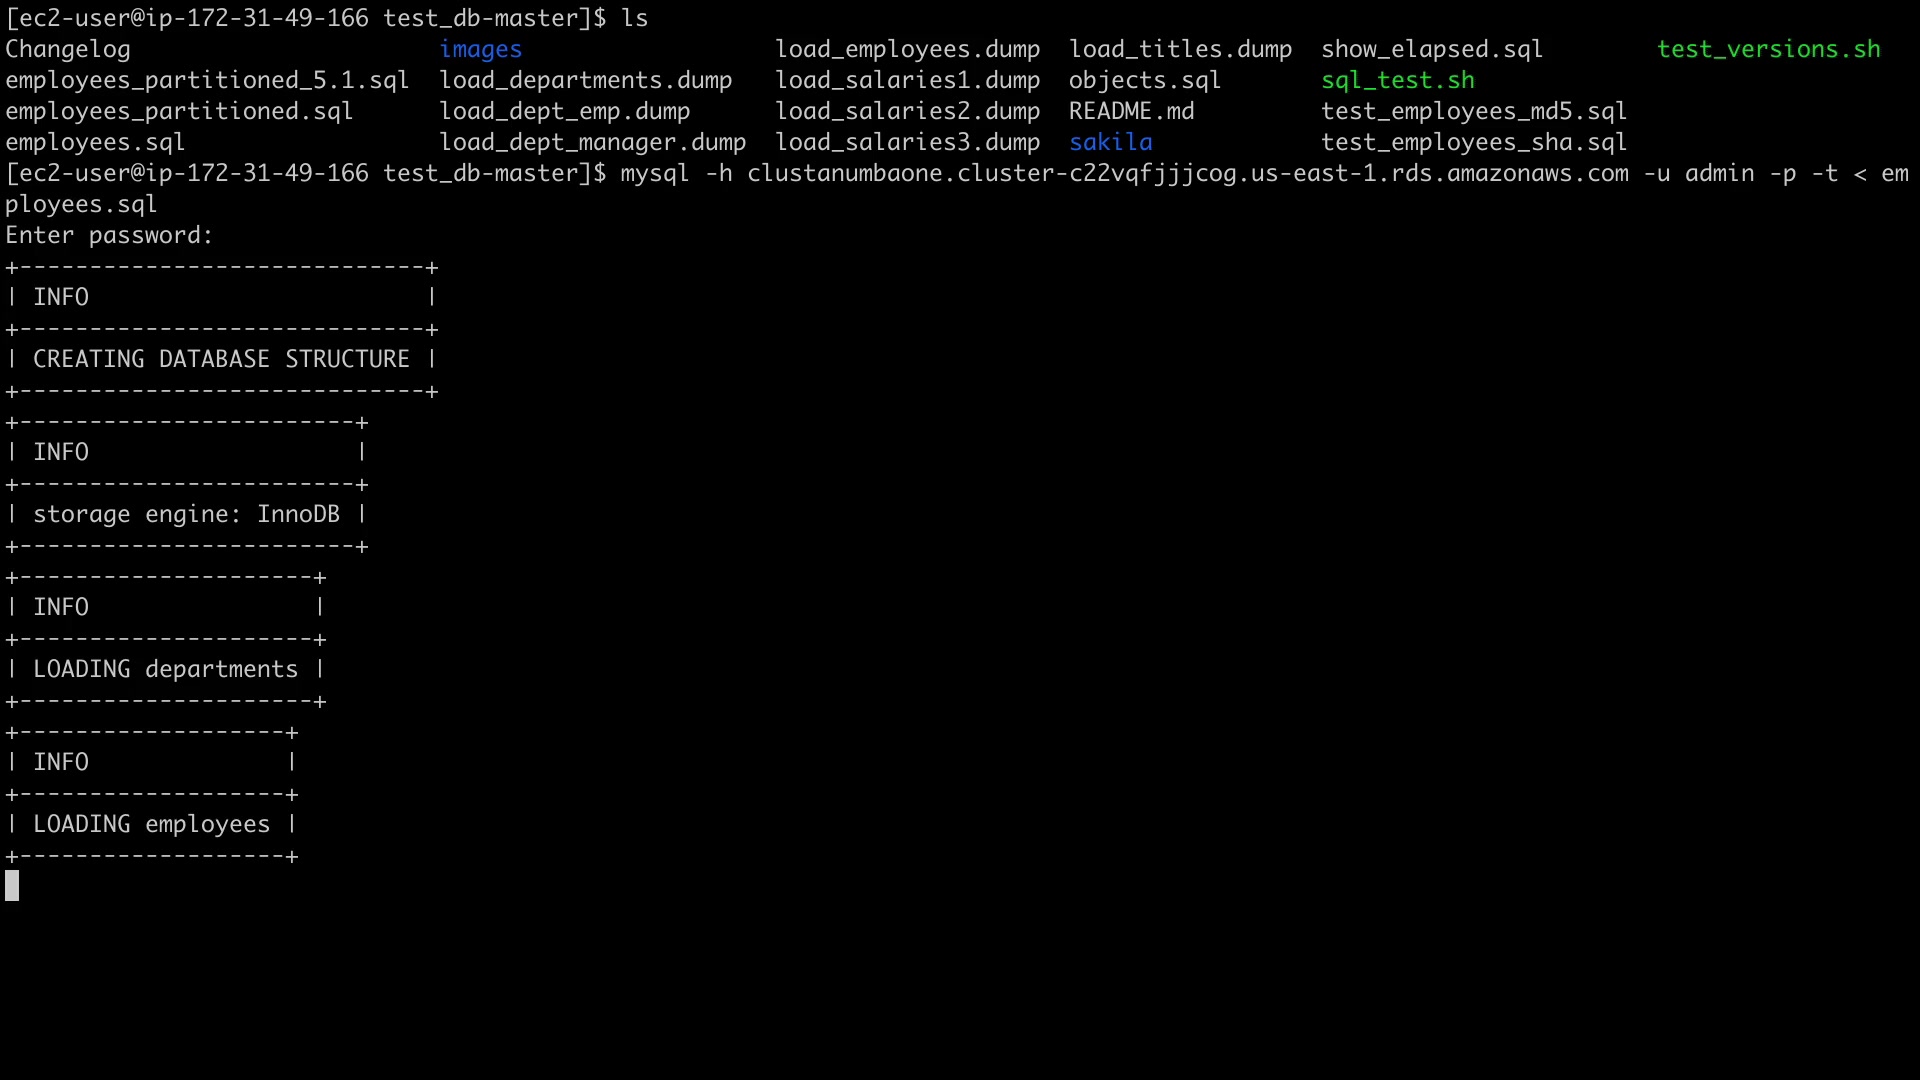 [ec2-user@ip-172-31-49-166 test_db-master]$ ls
Changelog                      images                  load_employees.dump  load_titles.dump  show_elapsed.sql        test_versions.sh
employees_partitioned_5.1.sql  load_departments.dump   load_salaries1.dump  objects.sql       sql_test.sh
employees_partitioned.sql      load_dept_emp.dump      load_salaries2.dump  README.md         test_employees_md5.sql
employees.sql                  load_dept_manager.dump  load_salaries3.dump  sakila            test_employees_sha.sql
[ec2-user@ip-172-31-49-166 test_db-master]$ mysql -h clustanumbaone.cluster-c22vqfjjjcog.us-east-1.rds.amazonaws.com -u admin -p -t < em
ployees.sql
Enter password:
+-----------------------------+
| INFO                        |
+-----------------------------+
| CREATING DATABASE STRUCTURE |
+-----------------------------+
+------------------------+
| INFO                   |
+------------------------+
| storage engine: InnoDB |
+------------------------+
+---------------------+
| INFO                |
+---------------------+
| LOADING departments |
+---------------------+
+-------------------+
| INFO              |
+-------------------+
| LOADING employees |
+-------------------+